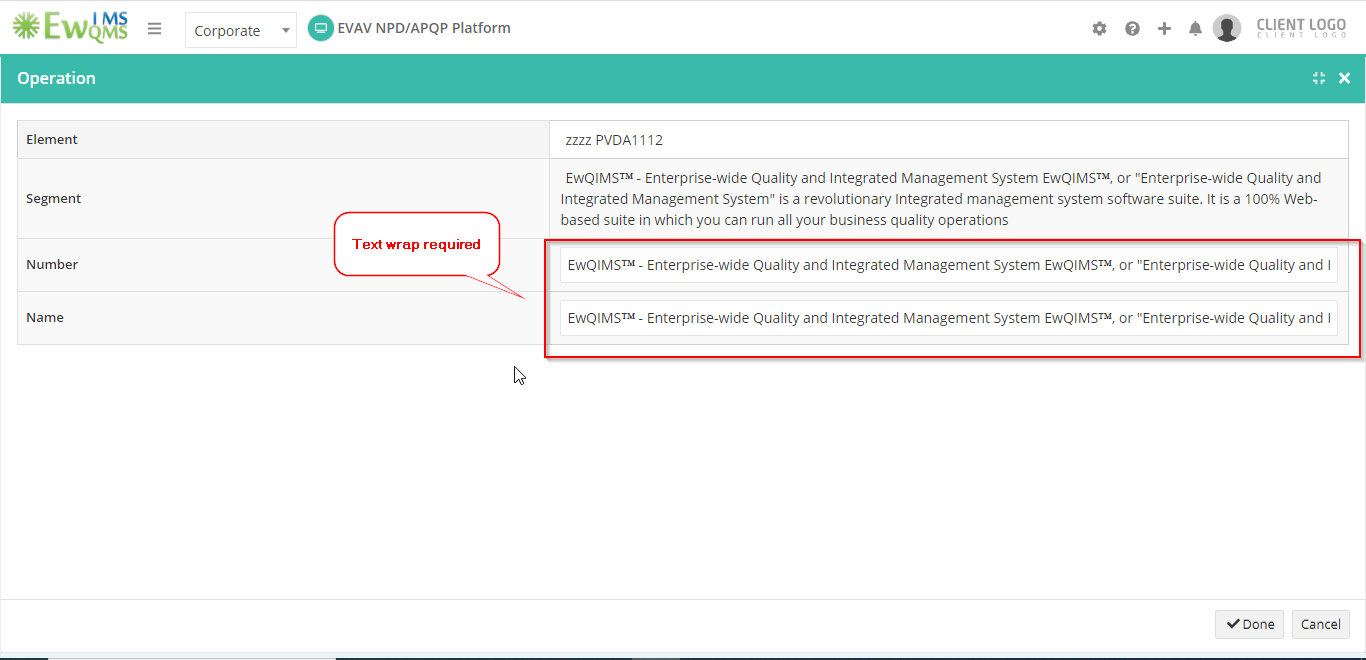 EwQMS
IMS
Corporate
EVAV NPD/APQP Platform
CLIENT LOGO
CLIENT LOGO
Operation
Element
zzzz PVDA1112
Segment
EwQIMS™ - Enterprise-wide Quality and Integrated Management System EwQIMS™, or "Enterprise-wide Quality and
Integrated Management System" is a revolutionary Integrated management system software suite. It is a 100% Web-
based suite in which you can run all your business quality operations
Text wrap required
Number
EwQIMS™ - Enterprise-wide Quality and Integrated Management System EwQIMS™, or "Enterprise-wide Quality and I
Name
EwQIMS™ - Enterprise-wide Quality and Integrated Management System EwQIMS™, or "Enterprise-wide Quality and I
Done
Cancel